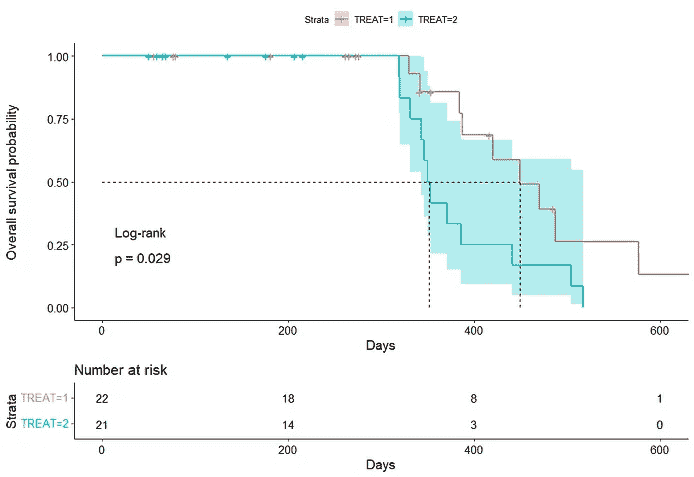 Strata TREAT=1 TREAT=2
Overall survival probability
1.00
0.75
0.50
0.25
0.00
Log-rank
p = 0.029
0 200 400 600
Days
Number at risk
Strata
TREAT=1 22 18 8 1
TREAT=2 21 14 3 0
0 200 400 600
Days